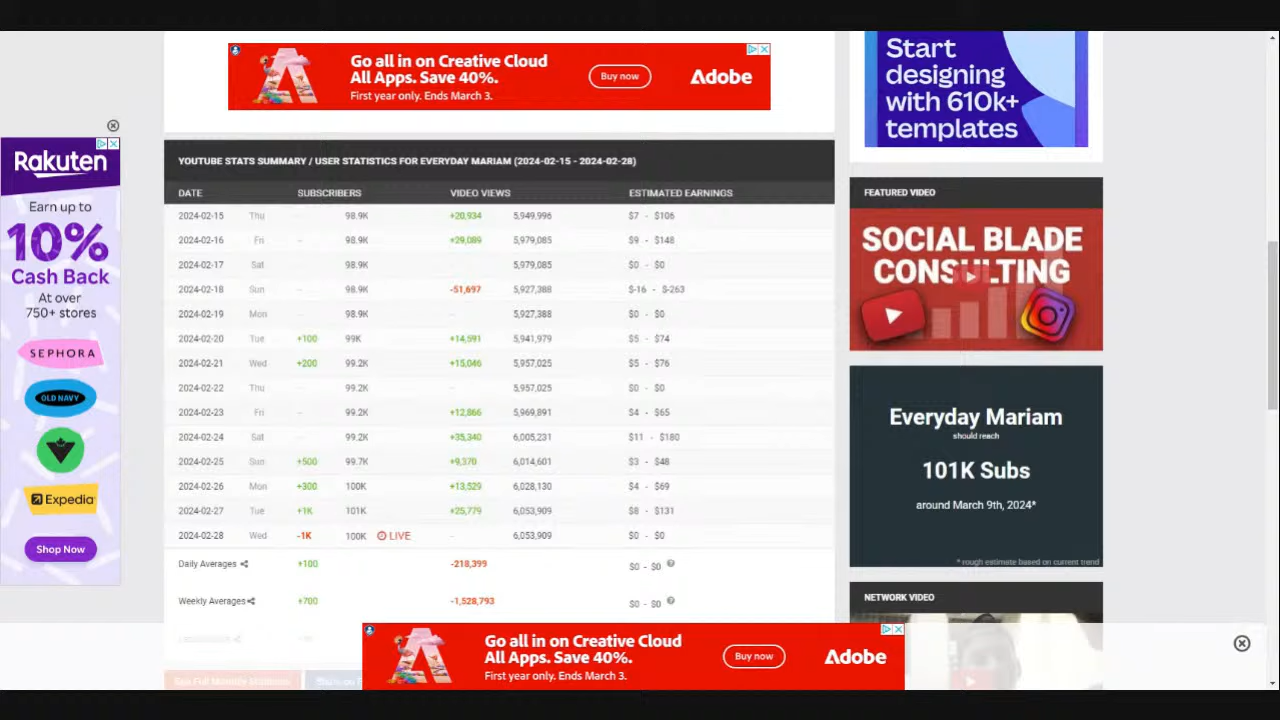 Go all in on Creative Cloud
All Apps. Save 40%.
First year only. Ends March 3.
Buy now
Adobe
Start
designing
with 610k+
templates
Rakuten
Earn up to
10%
Cash Back
At over
750+ stores
SEPHORA
OLD NAVY
Expedia
Shop Now
YOUTUBE STATS SUMMARY / USER STATISTICS FOR EVERYDAY MARIAM (2024-02-15 - 2024-02-28)
DATE SUBSCRIBERS VIDEO VIEWS ESTIMATED EARNINGS
2024-02-15 Thu 98.9K +20,934 5,949,996 $7 - $106
2024-02-16 Fri -- 98.9K +29,089 5,979,085 $9 - $148
2024-02-17 Sat 98.9K -- 5,979,085 $0 - $0
2024-02-18 Sun -- 98.9K -51,697 5,927,388 $-16 - $-263
2024-02-19 Mon 98.9K 5,927,388 $0 - $0
2024-02-20 Tue +100 99K +14,591 5,941,979 $5 - $74
2024-02-21 Wed +200 99.2K +15,046 5,957,025 $5 - $76
2024-02-22 Thu -- 99.2K -- 5,957,025 $0 - $0
2024-02-23 Fri -- 99.2K +12,866 5,969,891 $4 - $65
2024-02-24 Sat -- 99.2K +35,340 6,005,231 $11 - $180
2024-02-25 Sun +500 99.7K +9,370 6,014,601 $3 - $48
2024-02-26 Mon +300 100K +13,529 6,028,130 $4 - $69
2024-02-27 Tue +1K 101K +25,779 6,053,909 $8 - $131
2024-02-28 Wed -1K 100K LIVE -- 6,053,909 $0 - $0
Daily Averages +100 -218,399 $0 - $0
Weekly Averages +700 -1,528,793 $0 - $0
FEATURED VIDEO
SOCIAL BLADE
CONSULTING
Everyday Mariam
should reach
101K Subs
around March 9th, 2024*
* rough estimate based on current trend
NETWORK VIDEO
Go all in on Creative Cloud
All Apps. Save 40%.
First year only. Ends March 3.
Buy now
Adobe